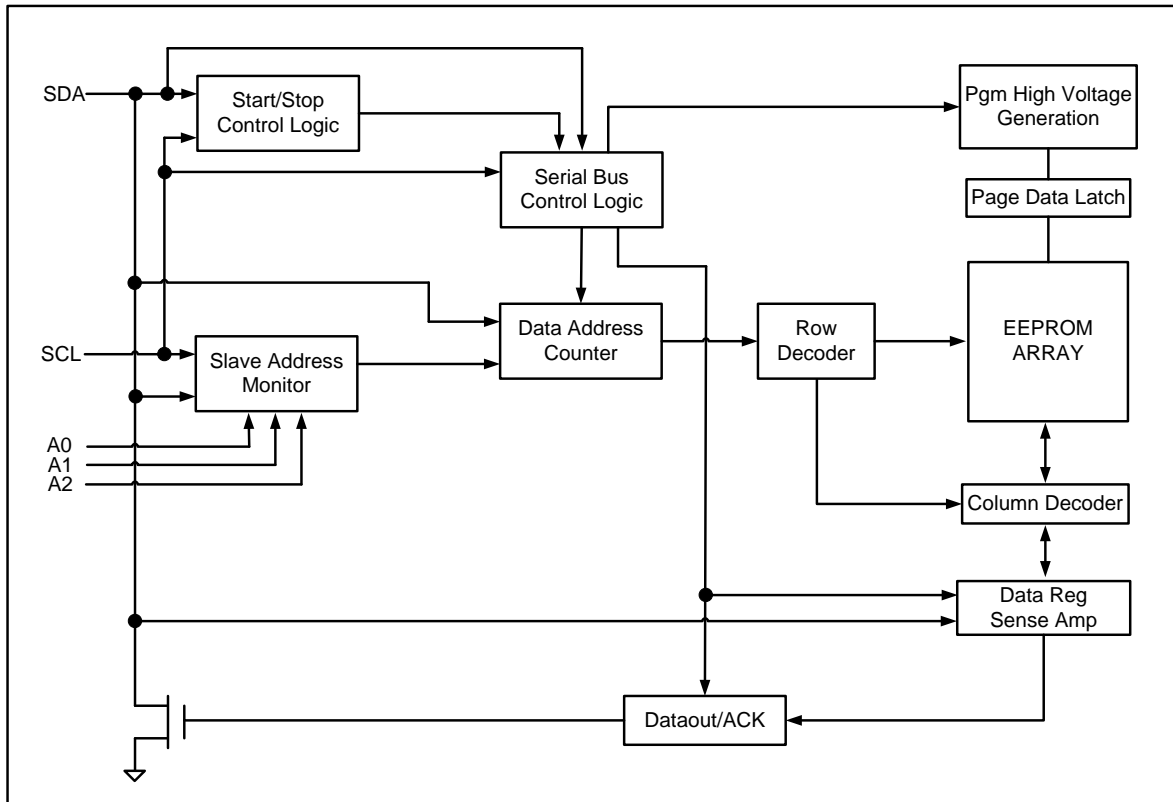 SDA
Start/Stop
Control Logic
Pgm High Voltage
Generation
Serial Bus
Control Logic
Page Data Latch
SCL
Slave Address
Monitor
Data Address
Counter
Row
Decoder
EEPROM
ARRAY
A0
A1
A2
Column Decoder
Data Reg
Sense Amp
Dataout/ACK